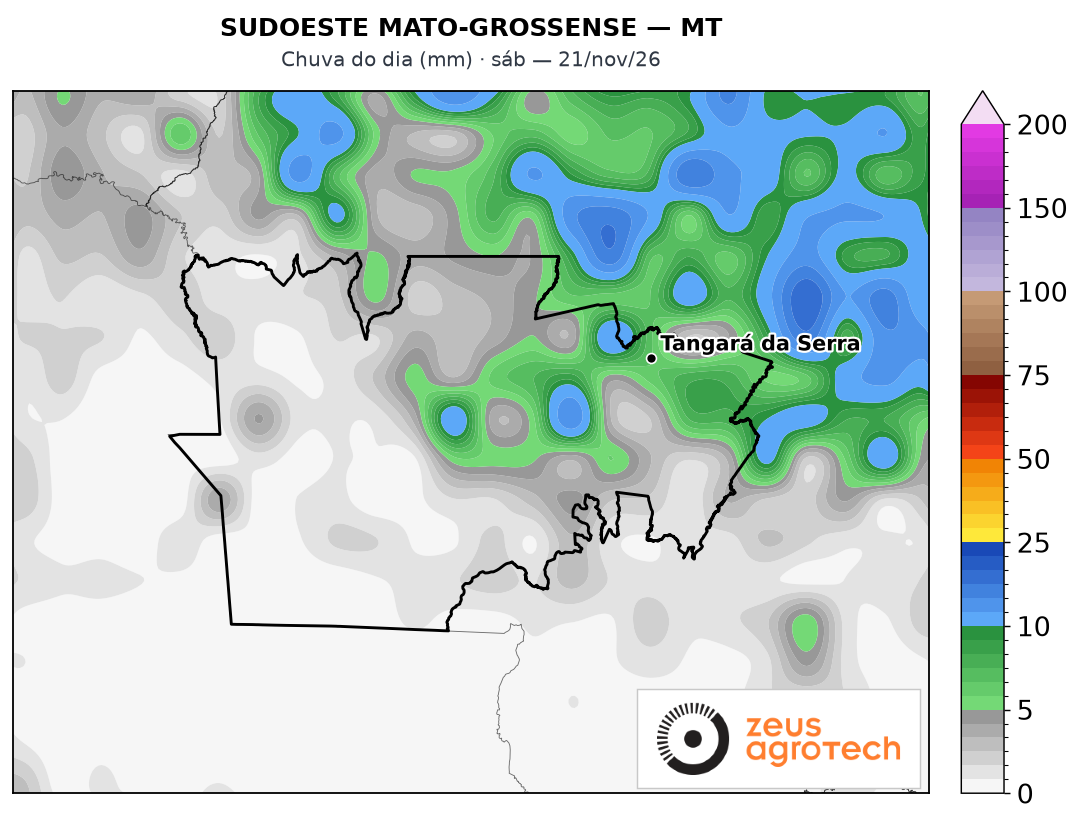 SUDOESTE MATO-GROSSENSE — MT
Chuva do dia (mm) · sáb — 21/nov/26
200
150
100
75
50
25
10
5
0
Tangará da Serra
zeus
agrotech